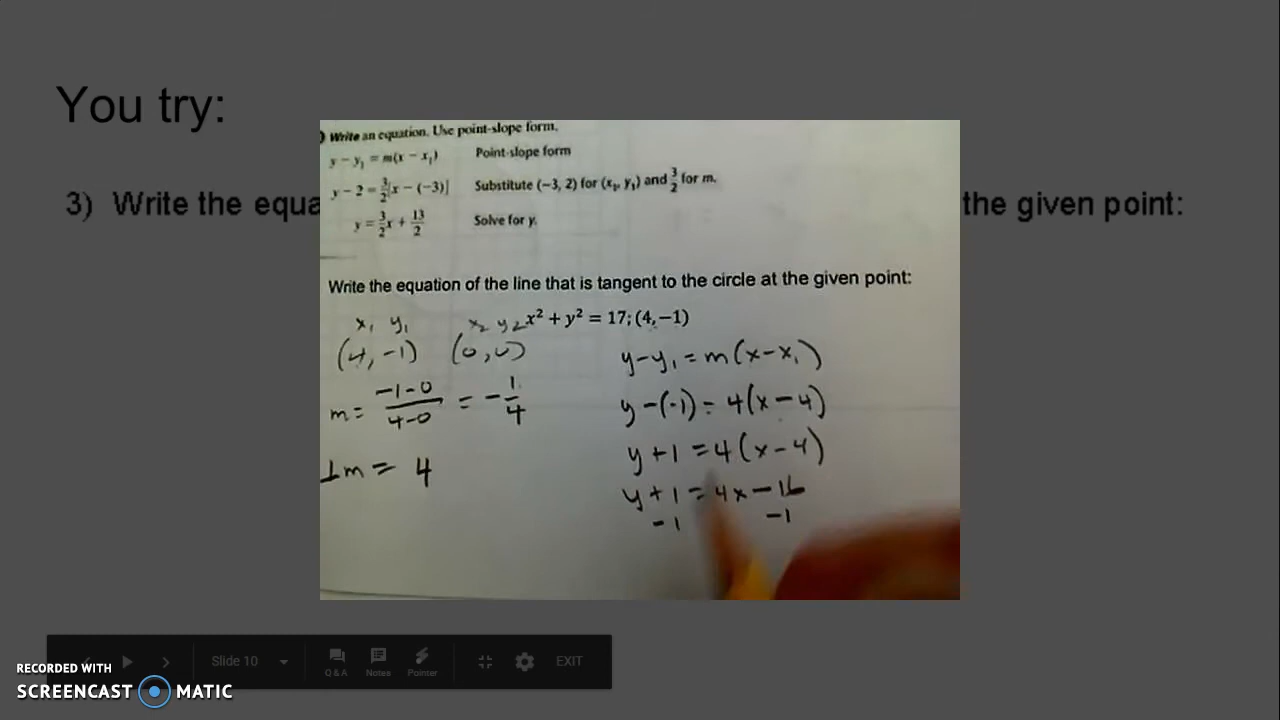 You try:
3) Write the equa
the given point:
) Write an equation. Use point-slope form.
y − y₁ = m(x − x₁) Point-slope form
y − 2 = 3/2[x − (−3)] Substitute (−3, 2) for (x₁, y₁) and 3/2 for m.
y = 3/2x + 13/2 Solve for y.
Write the equation of the line that is tangent to the circle at the given point:
x² + y² = 17; (4, −1)
x₁ y₁ x₂ y₂
(4, −1) (0, 0)
m = (−1−0)/(4−0) = −1/4
⊥m = 4
y − y₁ = m(x − x₁)
y − (−1) = 4(x − 4)
y + 1 = 4(x − 4)
y + 1 = 4x − 16
−1 −1
Slide 10
Q & A
Notes
Pointer
EXIT
RECORDED WITH
SCREENCAST MATIC